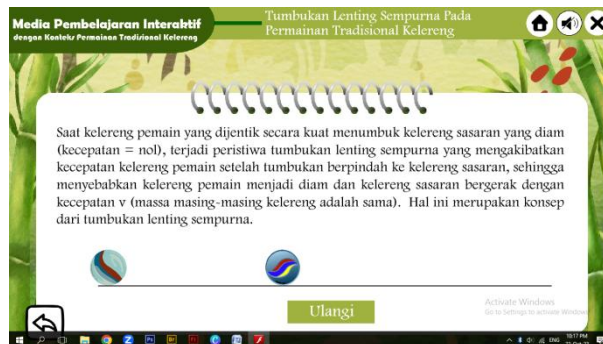 Media Pembelajaran Interaktif
dengan Konteks Permainan Tradisional Kelereng
Tumbukan Lenting Sempurna Pada
Permainan Tradisional Kelereng
Saat kelereng pemain yang dijentik secara kuat menumbuk kelereng sasaran yang diam
(kecepatan = nol), terjadi peristiwa tumbukan lenting sempurna yang mengakibatkan
kecepatan kelereng pemain setelah tumbukan berpindah ke kelereng sasaran, sehingga
menyebabkan kelereng pemain menjadi diam dan kelereng sasaran bergerak dengan
kecepatan v (massa masing-masing kelereng adalah sama). Hal ini merupakan konsep
dari tumbukan lenting sempurna.
Ulangi
Activate Windows
Go to Settings to activate Windows
ENG
10:17 PM